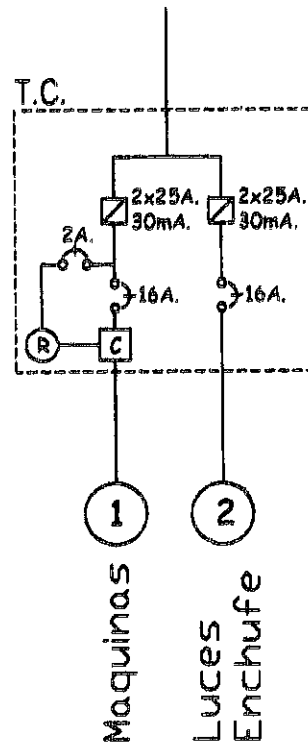 T.C.
2x25A.
30mA.
2x25A.
30mA.
2A.
16A.
16A.
R
C
1
2
Maquinas
Luces
Enchufe